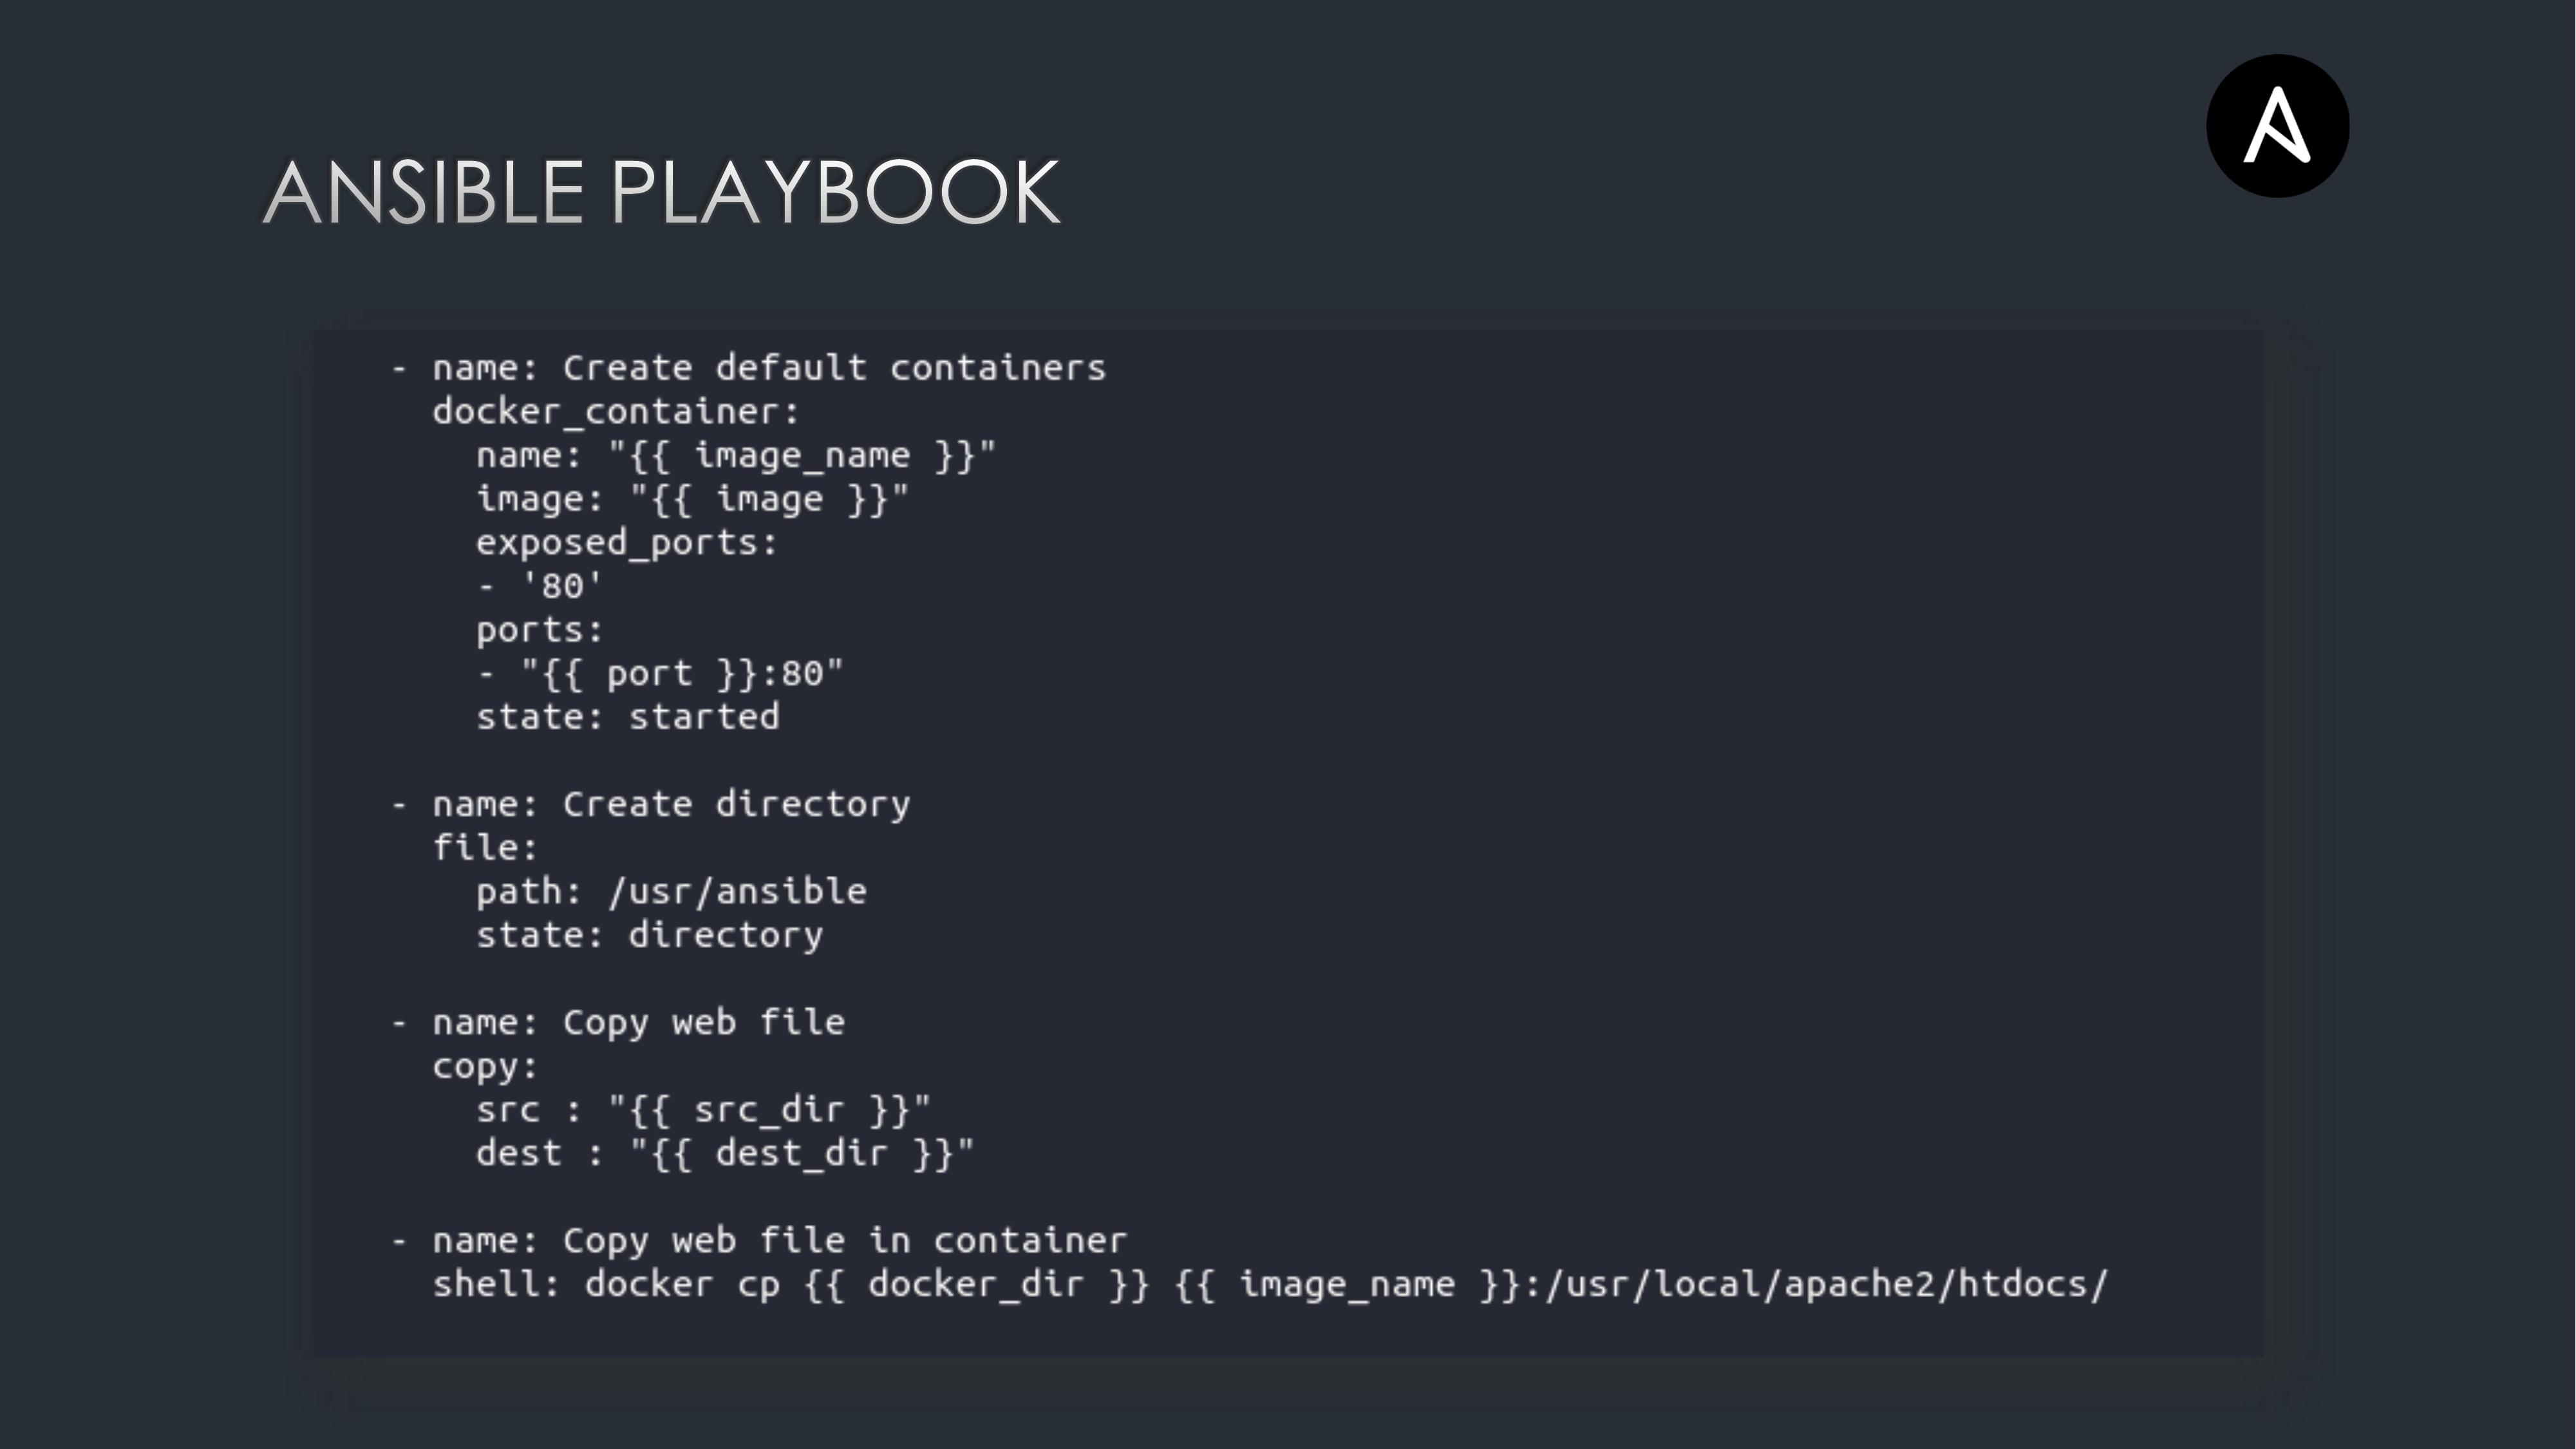 ANSIBLE PLAYBOOK
- name: Create default containers
  docker_container:
    name: "{{ image_name }}"
    image: "{{ image }}"
    exposed_ports:
    - '80'
    ports:
    - "{{ port }}:80"
    state: started
- name: Create directory
  file:
    path: /usr/ansible
    state: directory
- name: Copy web file
  copy:
    src : "{{ src_dir }}"
    dest : "{{ dest_dir }}"
- name: Copy web file in container
  shell: docker cp {{ docker_dir }} {{ image_name }}:/usr/local/apache2/htdocs/